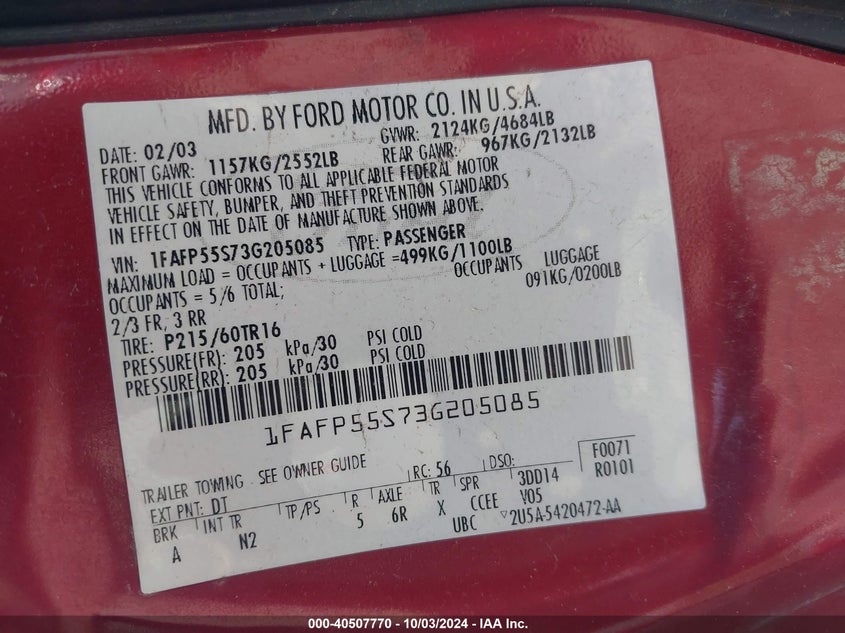 MFD. BY FORD MOTOR CO. IN U.S.A.
DATE: 02/03 GVWR: 2124KG/4684LB
FRONT GAWR: 1157KG/2552LB REAR GAWR: 967KG/2132LB
THIS VEHICLE CONFORMS TO ALL APPLICABLE FEDERAL MOTOR
VEHICLE SAFETY, BUMPER, AND THEFT PREVENTION STANDARDS
IN EFFECT ON THE DATE OF MANUFACTURE SHOWN ABOVE.
VIN: 1FAFP55S73G205085 TYPE: PASSENGER
MAXIMUM LOAD = OCCUPANTS + LUGGAGE =499KG/1100LB
OCCUPANTS = 5/6 TOTAL; OCCUPANTS LUGGAGE
2/3 FR, 3 RR 091KG/0200LB
TIRE: P215/60TR16
PRESSURE(FR) 205 kPa/30 PSI COLD
PRESSURE(RR) 205 kPa/30 PSI COLD
1FAFP55S73G205085
TRAILER TOWING - SEE OWNER GUIDE
EXT PNT: DT RC: 56 DSO: F0071
BRK INT TR TP/PS R AXLE TR SPR 3DD14 R0101
A N2 5 6R X CCEE V05
UBC 2U5A-5420472-AA
000-40507770 - 10/03/2024 - IAA Inc.